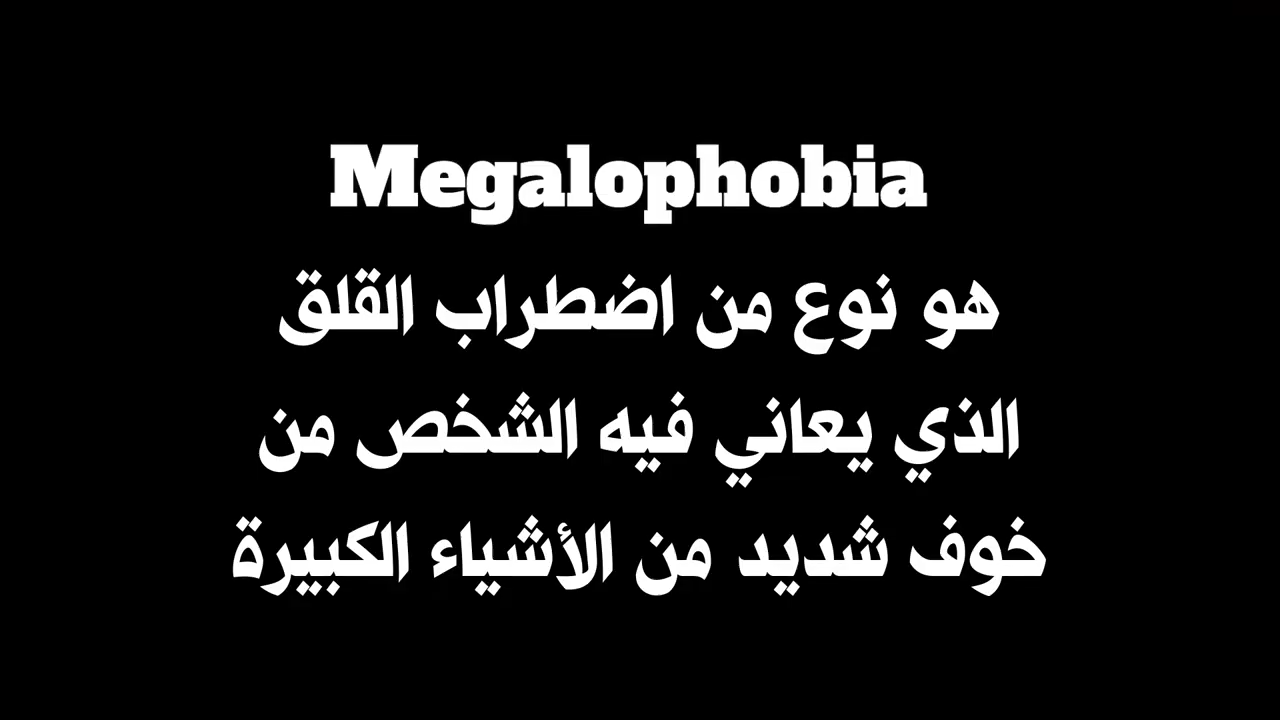 Megalophobia
هو نوع من اضطراب القلق
الذي يعاني فيه الشخص من
خوف شديد من الأشياء الكبيرة